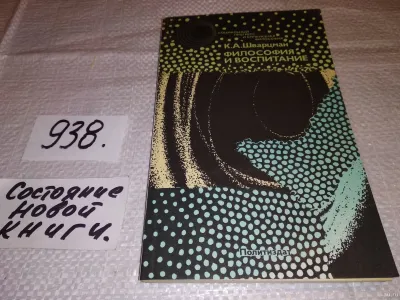 938.
Состояние
Новой
Книги.
К.А.Шварцман
ФИЛОСОФИЯ
И ВОСПИТАНИЕ
Политиздат